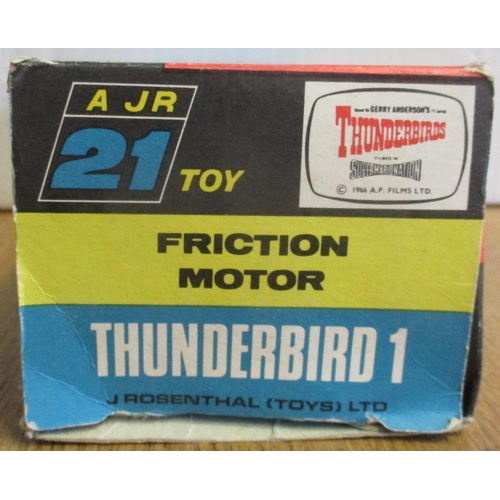 A JR
21 TOY
Based on GERRY ANDERSON'S TV Series
THUNDERBIRDS
FILMED IN
SUPERMARIONATION
© 1966 A.P. FILMS LTD.
FRICTION
MOTOR
THUNDERBIRD 1
J ROSENTHAL (TOYS) LTD